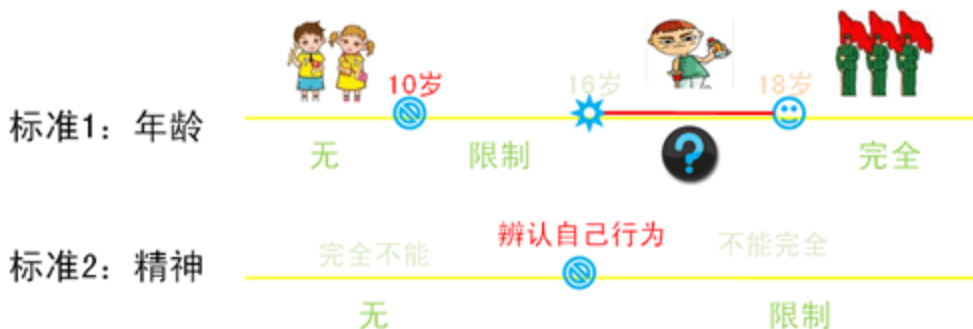 10岁 16岁 18岁
标准1：年龄
无 限制 ? 完全
完全不能 辨认自己行为 不能完全
标准2：精神
无 限制